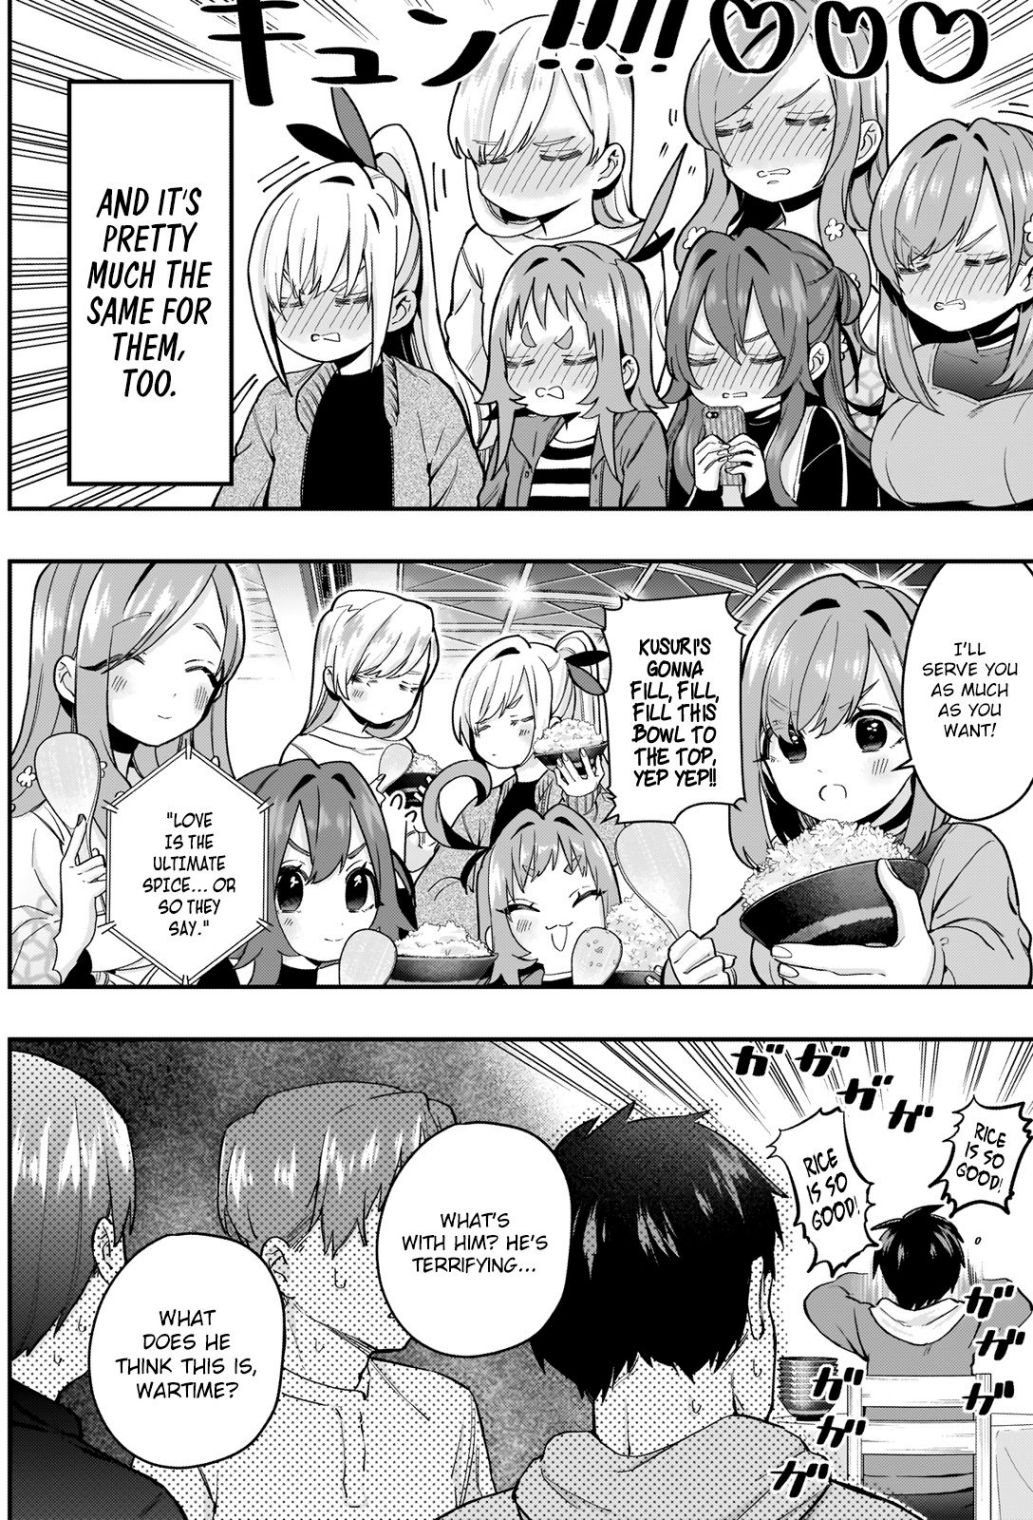 キュン!!!!♡♡♡
AND IT'S
PRETTY
MUCH THE
SAME FOR
THEM,
TOO.
I'LL
SERVE YOU
AS MUCH
AS YOU
WANT!
KUSURI'S
GONNA
FILL, FILL,
FILL THIS
BOWL TO
THE TOP,
YEP YEP!!
"LOVE
IS THE
ULTIMATE
SPICE... OR
SO THEY
SAY."
ガガガガ
RICE
IS SO
GOOD!
RICE
IS SO
GOOD!
ガガガガガガ
WHAT'S
WITH HIM? HE'S
TERRIFYING...
WHAT
DOES HE
THINK THIS IS,
WARTIME?